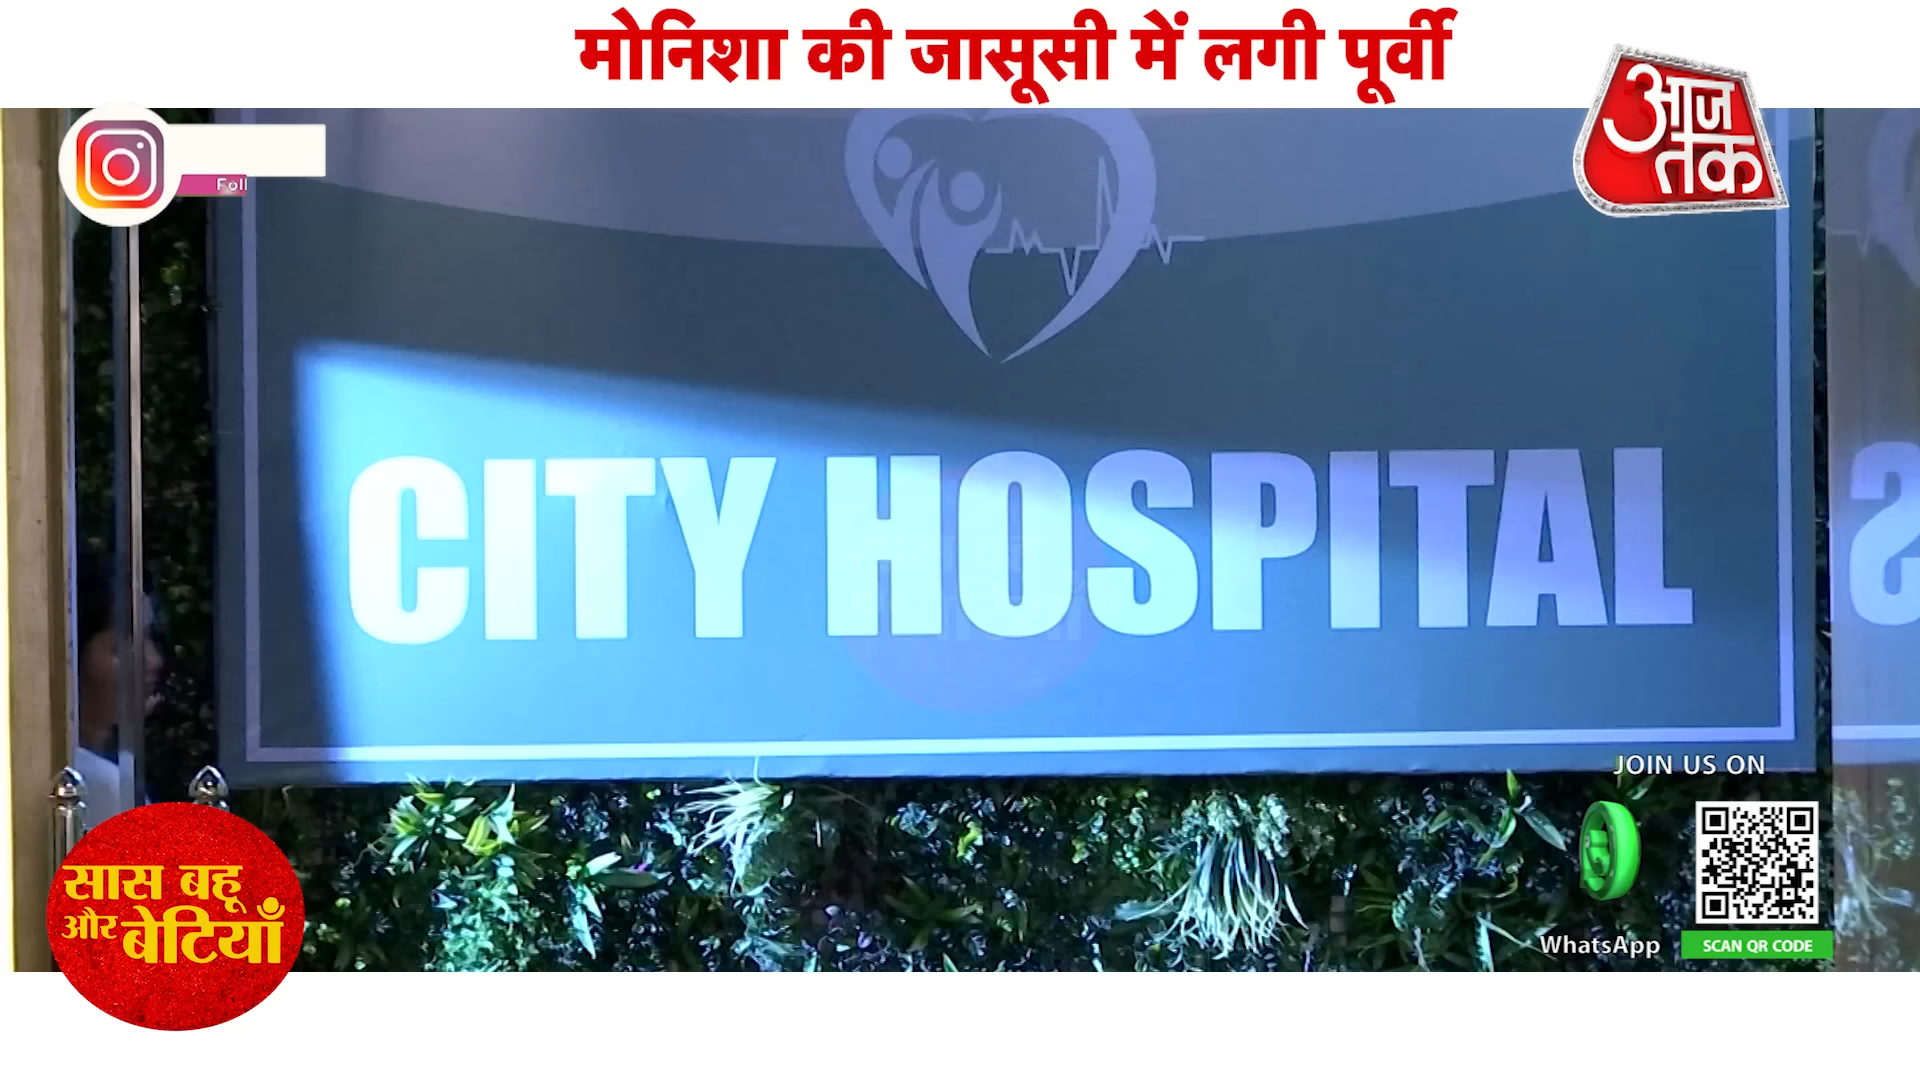 मोनिशा की जासूसी में लगी पूर्वी
आज
तक
Foll
CITY HOSPITAL
JOIN US ON
सास बहू
और बेटियाँ
WhatsApp
SCAN QR CODE